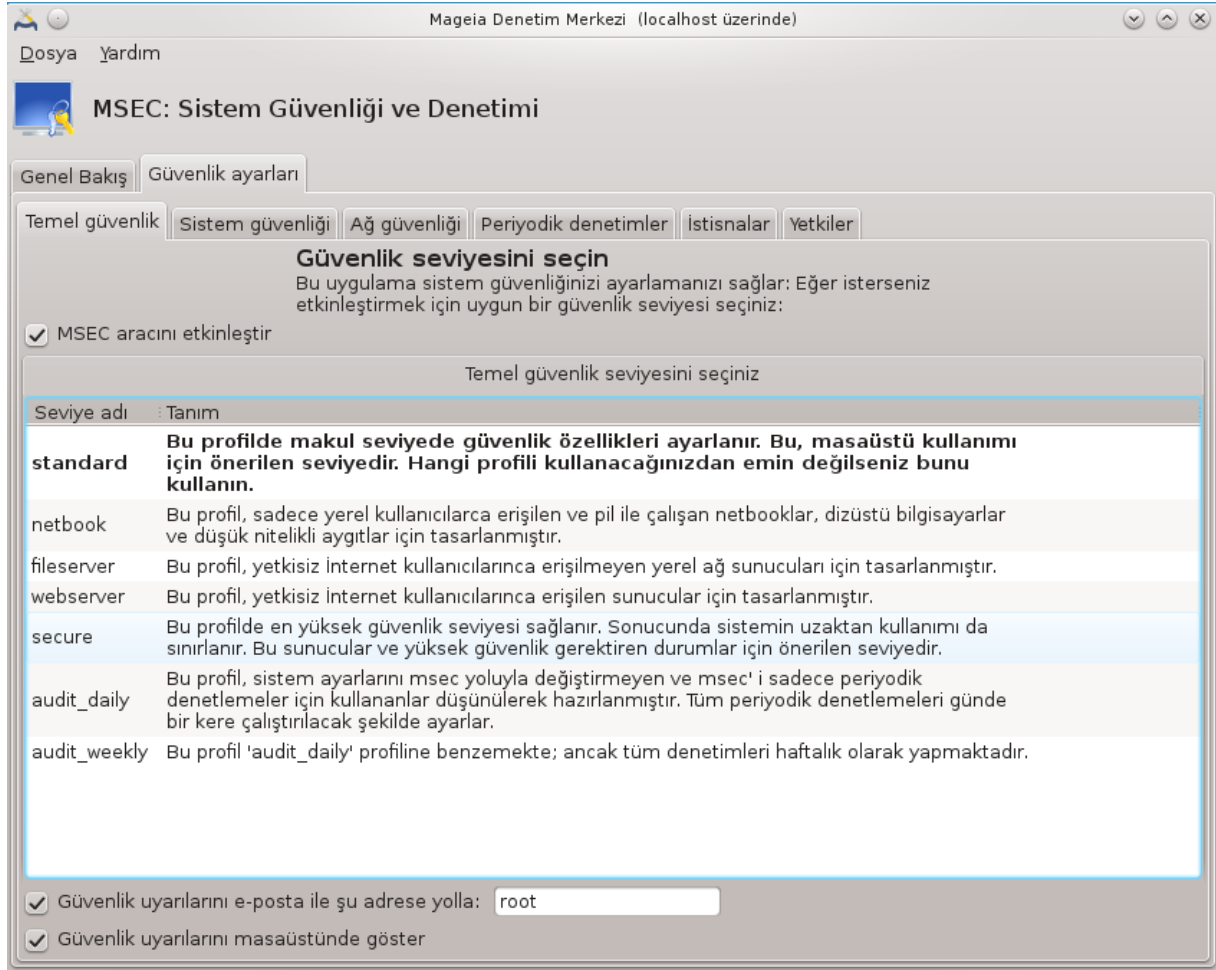 Mageia Denetim Merkezi (localhost üzerinde)
Dosya Yardım
MSEC: Sistem Güvenliği ve Denetimi
Genel Bakış Güvenlik ayarları
Temel güvenlik Sistem güvenliği Ağ güvenliği Periyodik denetimler İstisnalar Yetkiler
Güvenlik seviyesini seçin
Bu uygulama sistem güvenliğinizi ayarlamanızı sağlar: Eğer isterseniz
etkinleştirmek için uygun bir güvenlik seviyesi seçiniz:
MSEC aracını etkinleştir
Temel güvenlik seviyesini seçiniz
Seviye adı Tanım
standard Bu profilde makul seviyede güvenlik özellikleri ayarlanır. Bu, masaüstü kullanımı
için önerilen seviyedir. Hangi profili kullanacağınızdan emin değilseniz bunu
kullanın.
netbook Bu profil, sadece yerel kullanıcılarca erişilen ve pil ile çalışan netbooklar, dizüstü bilgisayarlar
ve düşük nitelikli aygıtlar için tasarlanmıştır.
fileserver Bu profil, yetkisiz İnternet kullanıcılarınca erişilmeyen yerel ağ sunucuları için tasarlanmıştır.
webserver Bu profil, yetkisiz İnternet kullanıcılarınca erişilen sunucular için tasarlanmıştır.
secure Bu profilde en yüksek güvenlik seviyesi sağlanır. Sonucunda sistemin uzaktan kullanımı da
sınırlanır. Bu sunucular ve yüksek güvenlik gerektiren durumlar için önerilen seviyedir.
audit_daily Bu profil, sistem ayarlarını msec yoluyla değiştirmeyen ve msec' i sadece periyodik
denetlemeler için kullananlar düşünülerek hazırlanmıştır. Tüm periyodik denetlemeleri günde
bir kere çalıştırılacak şekilde ayarlar.
audit_weekly Bu profil 'audit_daily' profiline benzemekte; ancak tüm denetimleri haftalık olarak yapmaktadır.
Güvenlik uyarılarını e-posta ile şu adrese yolla: root
Güvenlik uyarılarını masaüstünde göster